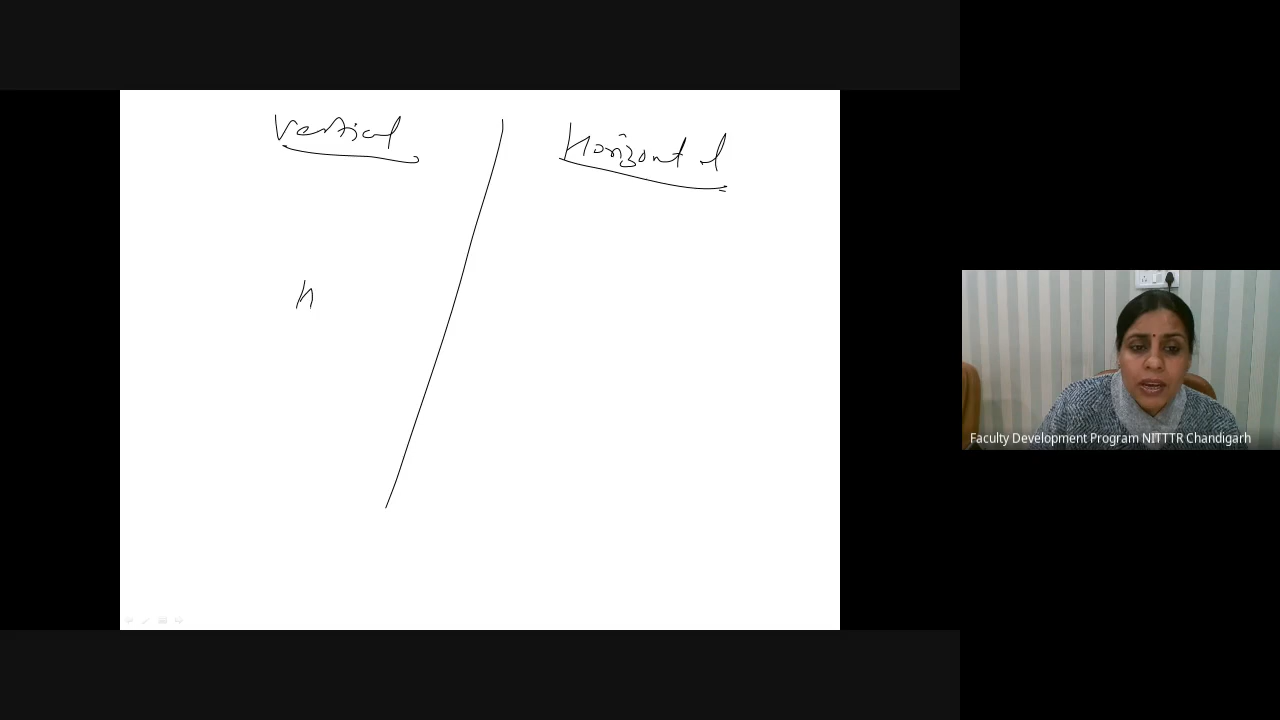 Vertical
Horizontal
h
Faculty Development Program NITTTR Chandigarh